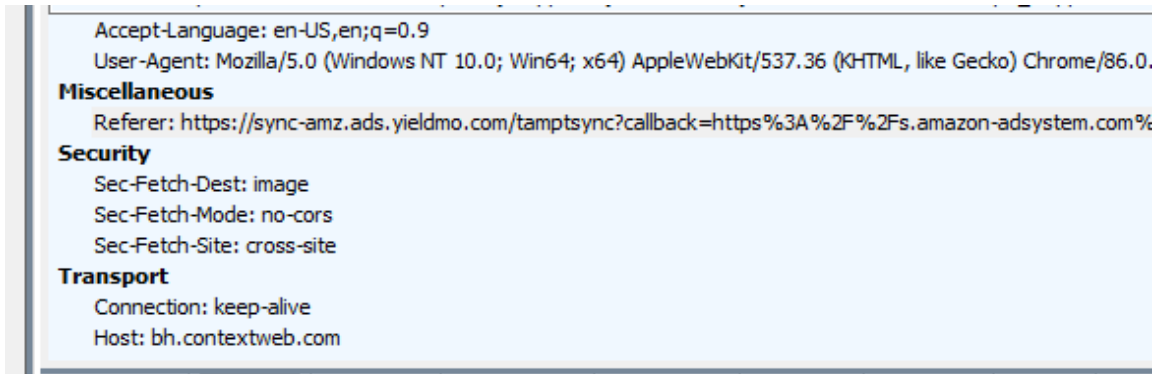 Accept-Language: en-US,en;q=0.9
User-Agent: Mozilla/5.0 (Windows NT 10.0; Win64; x64) AppleWebKit/537.36 (KHTML, like Gecko) Chrome/86.0.
Miscellaneous
Referer: https://sync-amz.ads.yieldmo.com/tamptsync?callback=https%3A%2F%2Fs.amazon-adsystem.com%
Security
Sec-Fetch-Dest: image
Sec-Fetch-Mode: no-cors
Sec-Fetch-Site: cross-site
Transport
Connection: keep-alive
Host: bh.contextweb.com